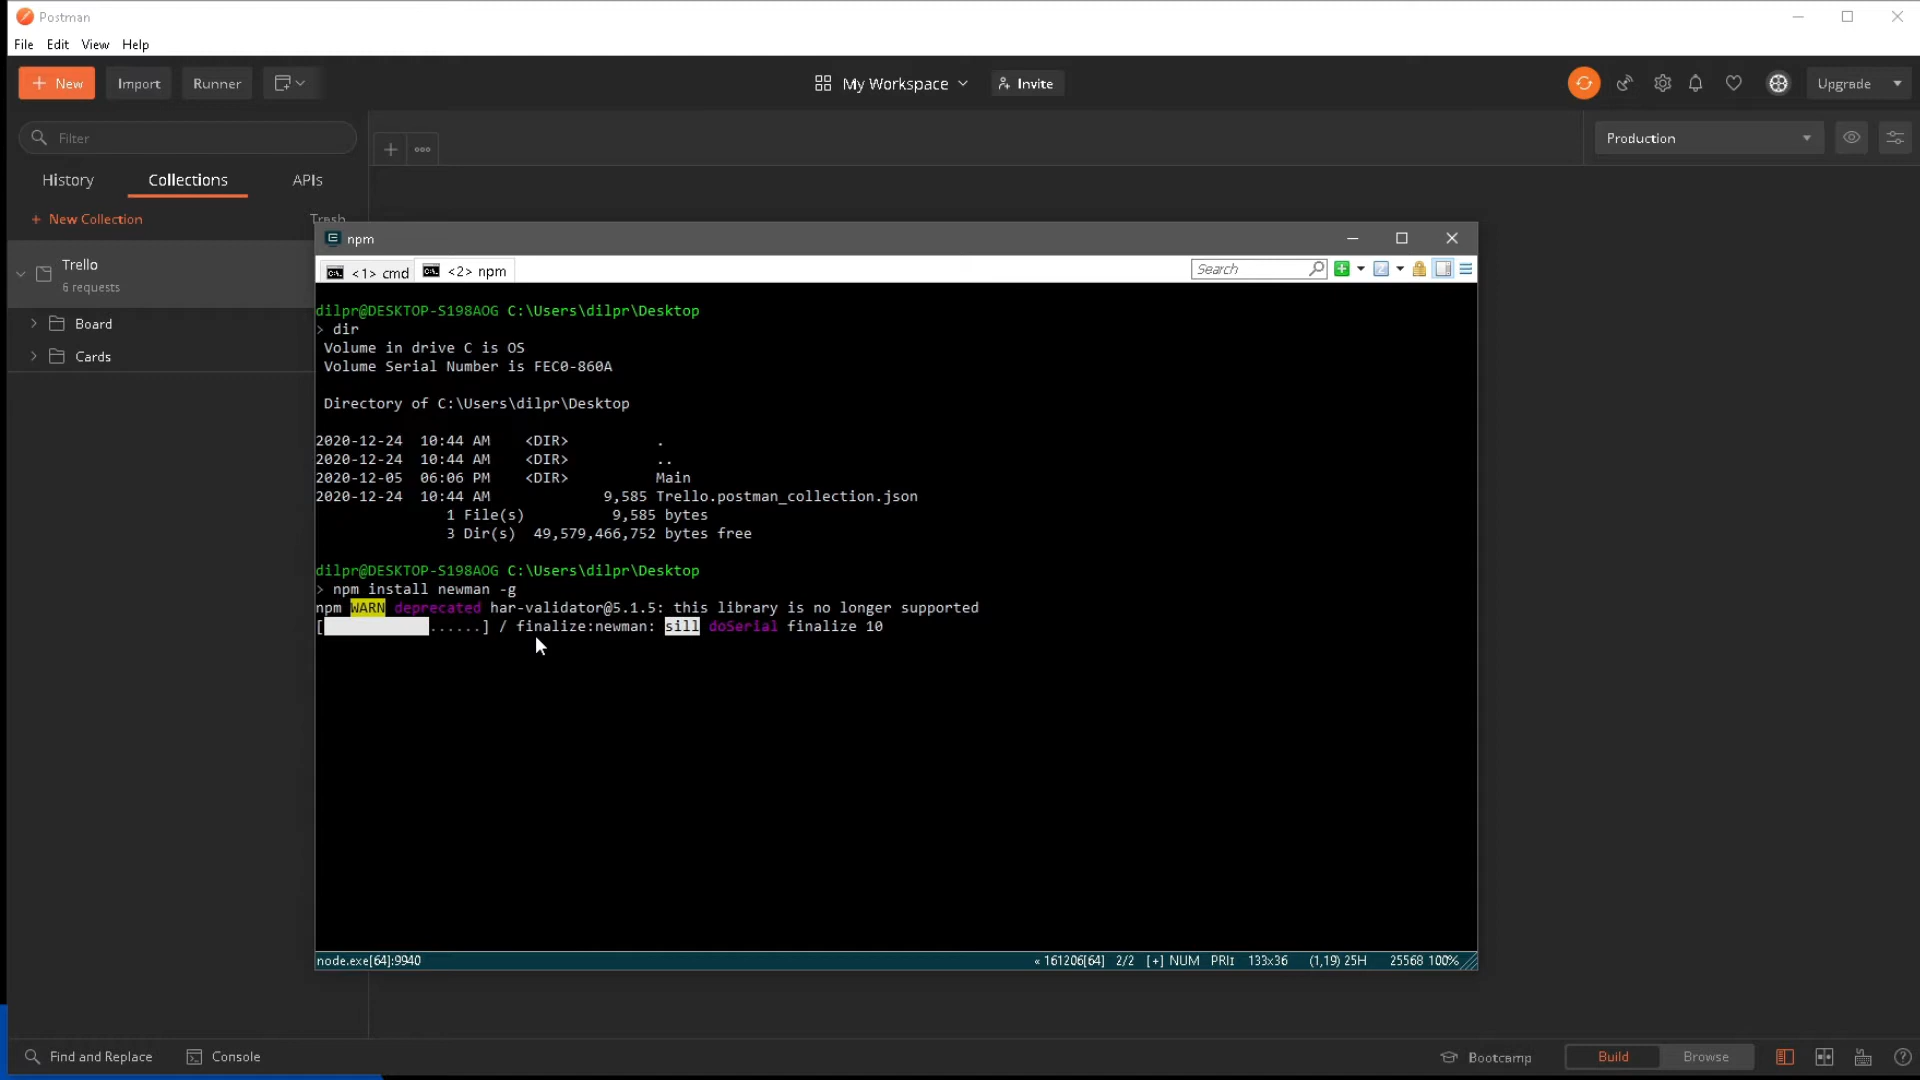 Postman
File Edit View Help
New Import Runner My Workspace Invite Upgrade
Filter
Production
History Collections APIs
+ New Collection Trash
Trello
6 requests
Board
Cards
npm
<1> cmd <2> npm Search
dilpr@DESKTOP-S198AOG C:\Users\dilpr\Desktop
> dir
Volume in drive C is OS
Volume Serial Number is FEC0-860A
Directory of C:\Users\dilpr\Desktop
2020-12-24 10:44 AM <DIR> .
2020-12-24 10:44 AM <DIR> ..
2020-12-05 06:06 PM <DIR> Main
2020-12-24 10:44 AM 9,585 Trello.postman_collection.json
1 File(s) 9,585 bytes
3 Dir(s) 49,579,466,752 bytes free
dilpr@DESKTOP-S198AOG C:\Users\dilpr\Desktop
> npm install newman -g
npm WARN deprecated har-validator@5.1.5: this library is no longer supported
[ ......] / finalize:newman: sill doSerial finalize 10
node.exe[64]:9940 « 161206[64] 2/2 [+] NUM PRI↕ 133x36 (1,19) 25H 25568 100%
Find and Replace Console Bootcamp Build Browse